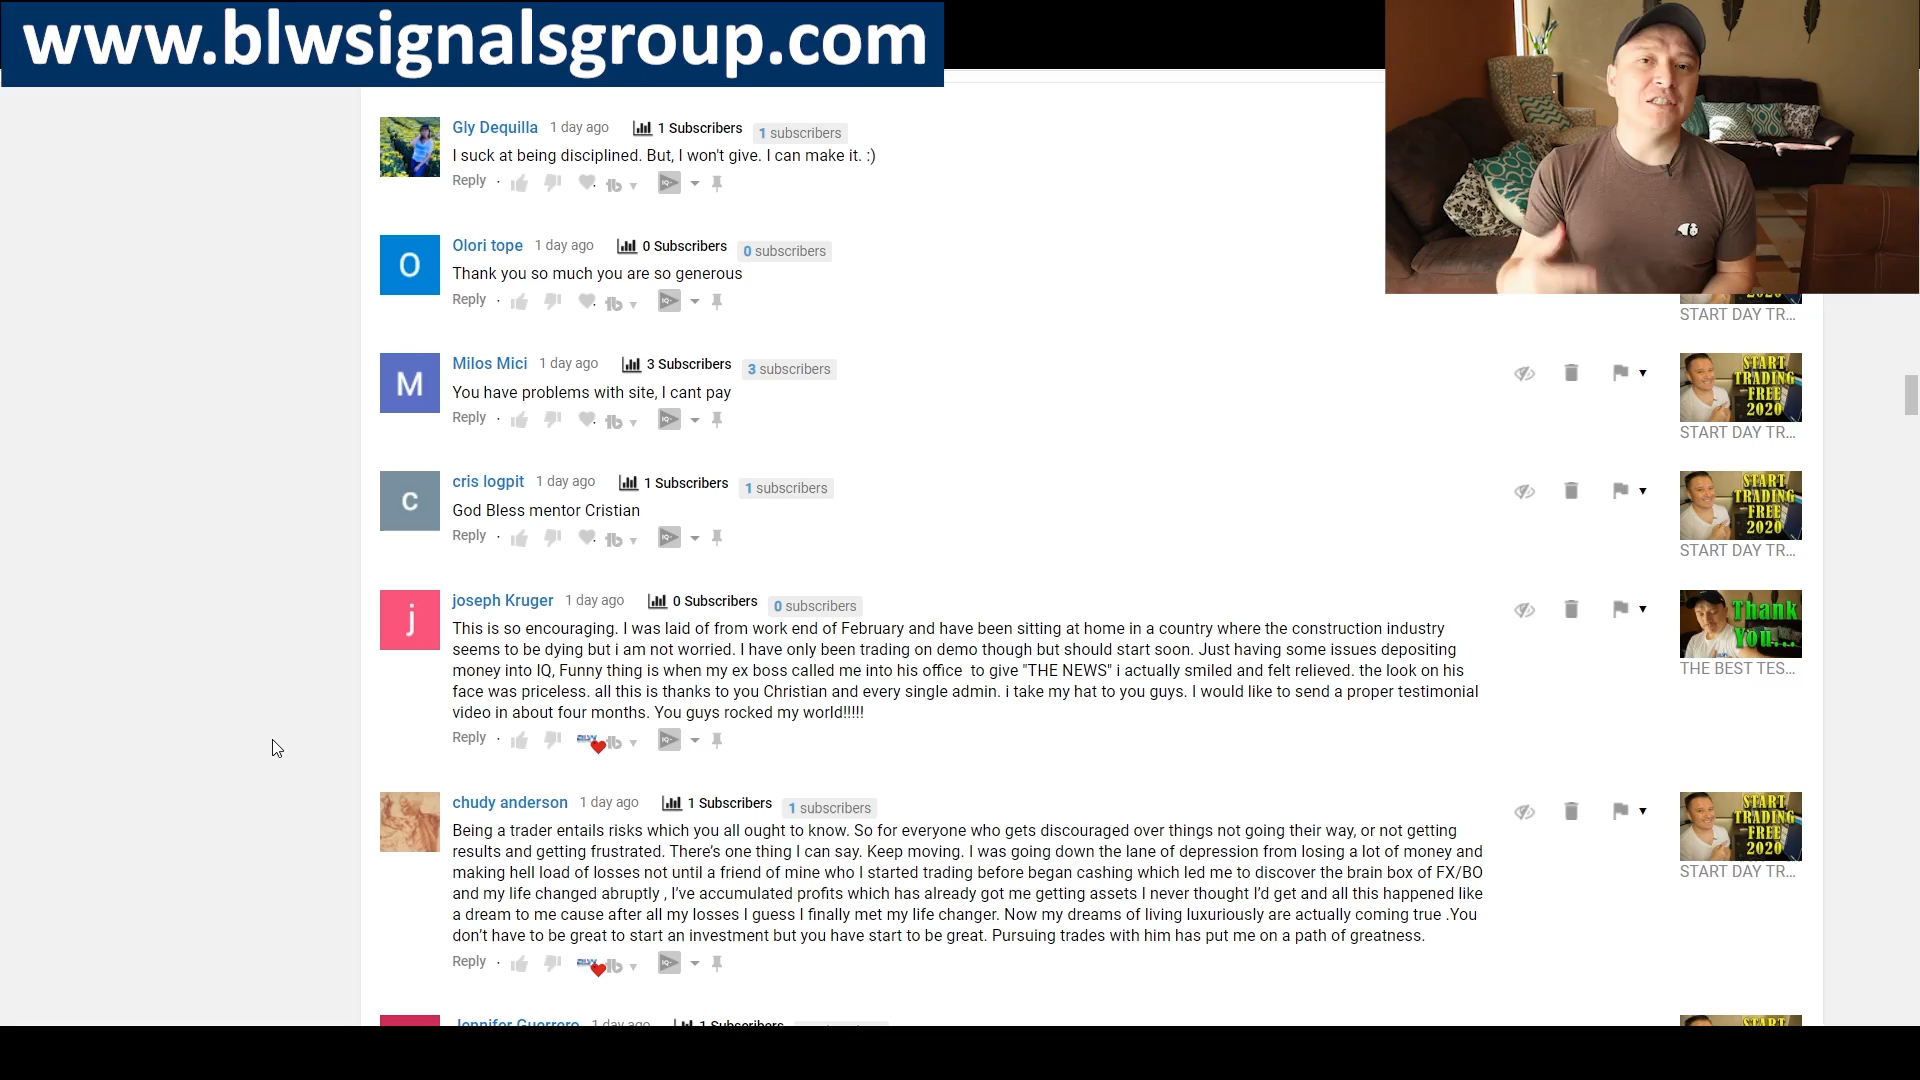 www.blwsignalsgroup.com
Gly Dequilla 1 day ago 1 Subscribers 1 subscribers
I suck at being disciplined. But, I won't give. I can make it. :)
Reply
O
Olori tope 1 day ago 0 Subscribers 0 subscribers
Thank you so much you are so generous
Reply
START DAY TR...
M
Milos Mici 1 day ago 3 Subscribers 3 subscribers
You have problems with site, I cant pay
Reply
START
TRADING
FREE
2020
START DAY TR...
c
cris logpit 1 day ago 1 Subscribers 1 subscribers
God Bless mentor Cristian
Reply
START
TRADING
FREE
2020
START DAY TR...
j
joseph Kruger 1 day ago 0 Subscribers 0 subscribers
This is so encouraging. I was laid of from work end of February and have been sitting at home in a country where the construction industry
seems to be dying but i am not worried. I have only been trading on demo though but should start soon. Just having some issues depositing
money into IQ, Funny thing is when my ex boss called me into his office to give "THE NEWS" i actually smiled and felt relieved. the look on his
face was priceless. all this is thanks to you Christian and every single admin. i take my hat to you guys. I would like to send a proper testimonial
video in about four months. You guys rocked my world!!!!!
Reply
Thank
You...
THE BEST TES...
chudy anderson 1 day ago 1 Subscribers 1 subscribers
Being a trader entails risks which you all ought to know. So for everyone who gets discouraged over things not going their way, or not getting
results and getting frustrated. There's one thing I can say. Keep moving. I was going down the lane of depression from losing a lot of money and
making hell load of losses not until a friend of mine who I started trading before began cashing which led me to discover the brain box of FX/BO
and my life changed abruptly , I've accumulated profits which has already got me getting assets I never thought I'd get and all this happened like
a dream to me cause after all my losses I guess I finally met my life changer. Now my dreams of living luxuriously are actually coming true .You
don't have to be great to start an investment but you have start to be great. Pursuing trades with him has put me on a path of greatness.
Reply
START
TRADING
FREE
2020
START DAY TR...
Jennifer Guerrero 1 day ago 1 Subscribers
START